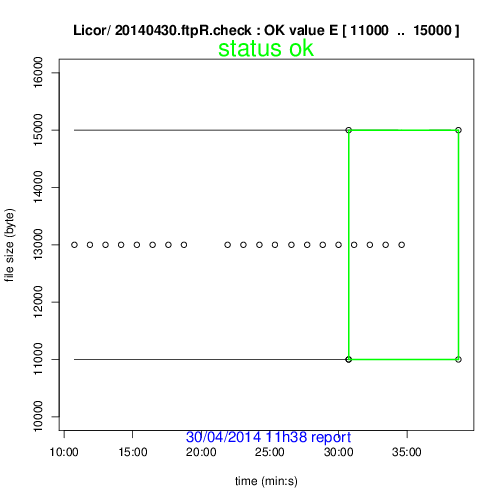 Licor/ 20140430.ftpR.check : OK value E [ 11000 .. 15000 ]
status ok
16000
15000
14000
13000
12000
11000
10000
file size (byte)
30/04/2014 11h38 report
10:00 15:00 20:00 25:00 30:00 35:00
time (min:s)